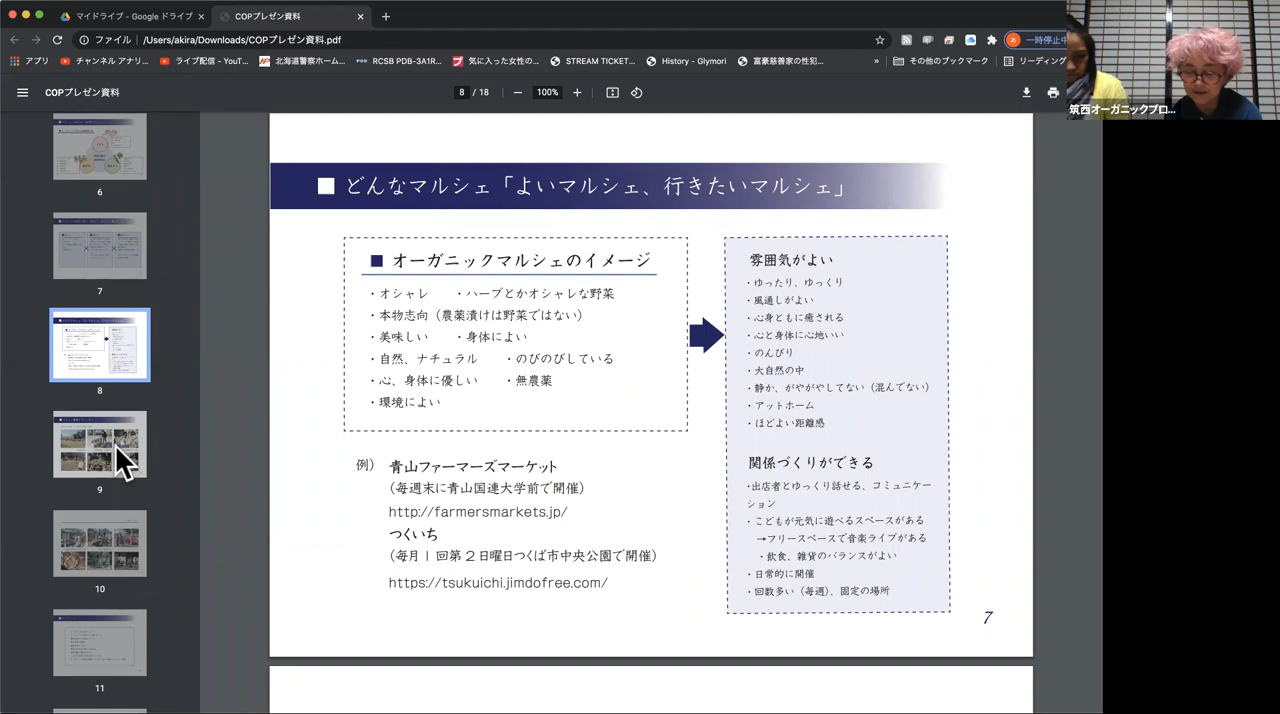 マイドライブ - Google ドライブ
COPプレゼン資料
ファイル | /Users/akira/Downloads/COPプレゼン資料.pdf
あ 一時停止中
アプリ
チャンネル アナリ...
ライブ配信 - YouT...
北海道警察ホーム...
ROSB PDB-3A1R...
気に入った女性の...
STREAM TICKET...
History - Glymori
富豪慈善家の性犯...
»
その他のブックマーク
リーディング
COPプレゼン資料
8 / 18
100%
筑西オーガニックプロ...
6
7
8
9
10
11
■ どんなマルシェ「よいマルシェ、行きたいマルシェ」
■ オーガニックマルシェのイメージ
・オシャレ ・ハーブとかオシャレな野菜
・本物志向（農薬漬けは野菜ではない）
・美味しい ・身体によい
・自然、ナチュラル ・のびのびしている
・心、身体に優しい ・無農薬
・環境によい
例） 青山ファーマーズマーケット
（毎週末に青山国連大学前で開催）
http://farmersmarkets.jp/
つくいち
（毎月１回第２日曜日つくば市中央公園で開催）
https://tsukuichi.jimdofree.com/
雰囲気がよい
・ゆったり、ゆっくり
・風通しがよい
・心身ともに癒される
・心と身体に心地いい
・のんびり
・大自然の中
・静か、がやがやしてない（混んでない）
・アットホーム
・ほどよい距離感
関係づくりができる
・出店者とゆっくり話せる、コミュニケー
ション
・こどもが元気に遊べるスペースがある
→フリースペースで音楽ライブがある
・飲食、雑貨のバランスがよい
・日常的に開催
・回数多い（毎週）、固定の場所
7